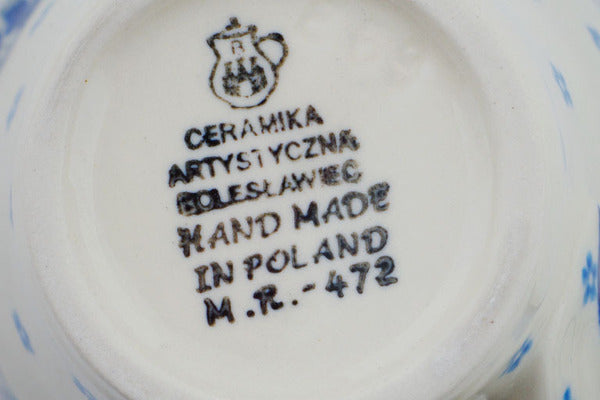 B
CERAMIKA
ARTYSTYCZNA
BOLESŁAWIEC
HAND MADE
IN POLAND
M.R.-472